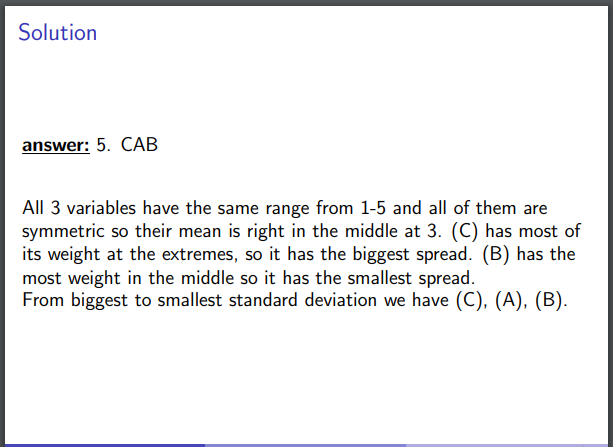 Solution
answer: 5. CAB
All 3 variables have the same range from 1-5 and all of them are
symmetric so their mean is right in the middle at 3. (C) has most of
its weight at the extremes, so it has the biggest spread. (B) has the
most weight in the middle so it has the smallest spread.
From biggest to smallest standard deviation we have (C), (A), (B).